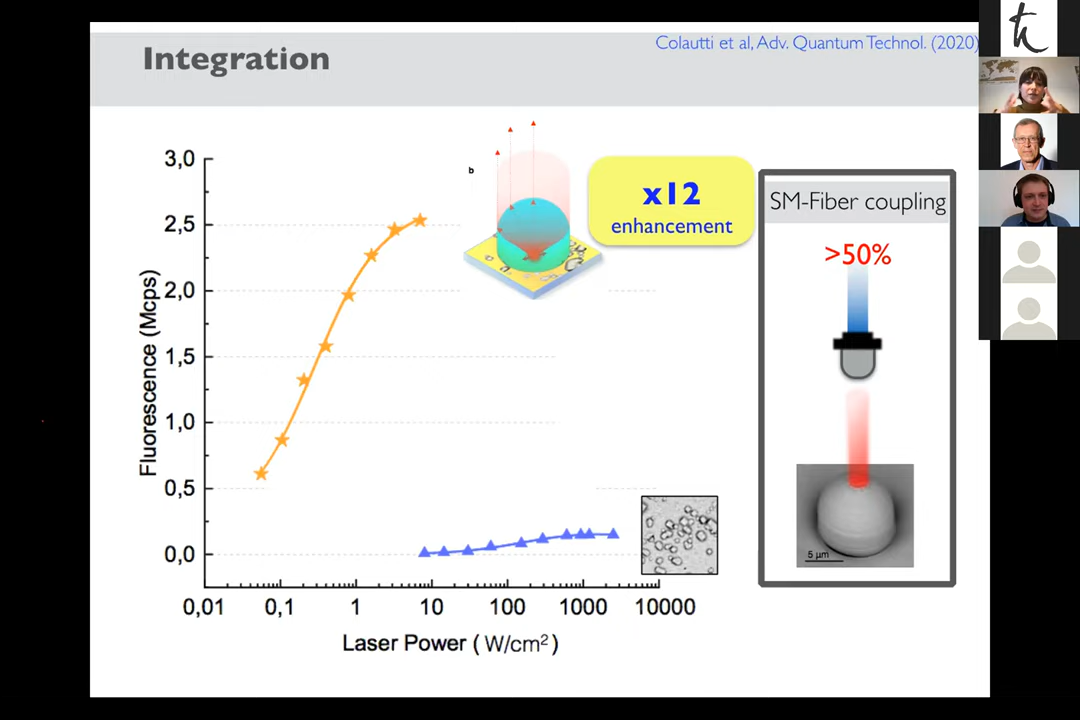 Integration
Colautti et al, Adv. Quantum Technol. (2020)
3,0
2,5
2,0
1,5
1,0
0,5
0,0
Fluorescence (Mcps)
0,01
0,1
1
10
100
1000
10000
Laser Power ( W/cm²)
b
x12
enhancement
SM-Fiber coupling
>50%
5 µm